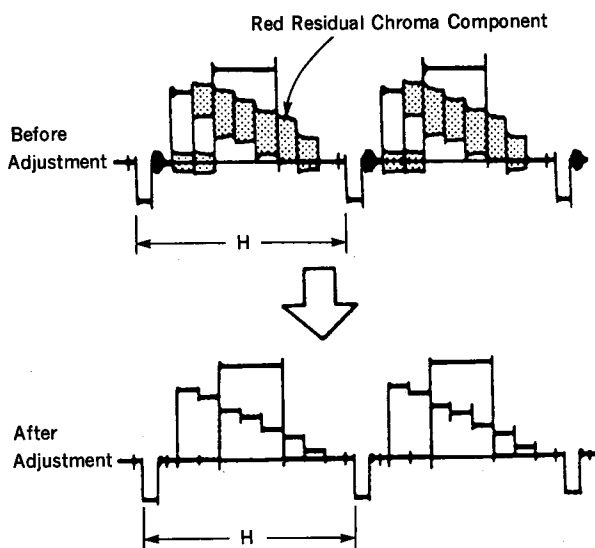 Red Residual Chroma Component
Before
Adjustment
H
After
Adjustment
H